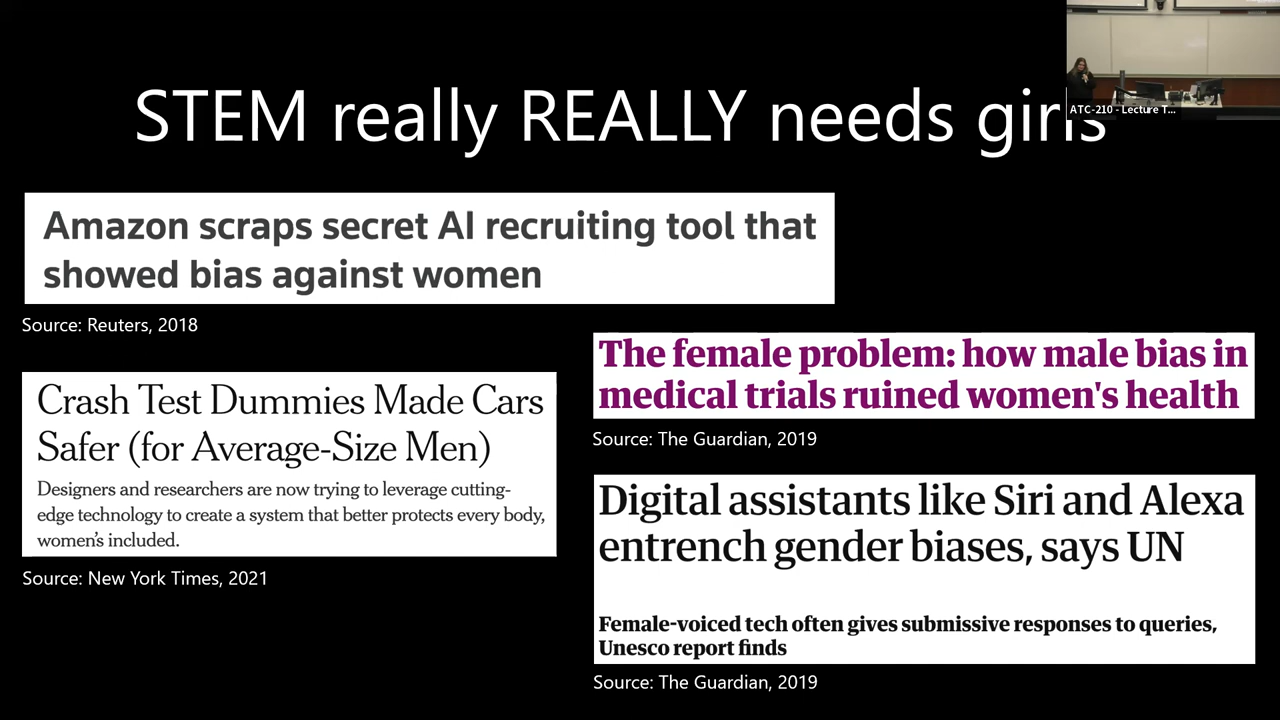 STEM really REALLY needs girls
ATC-210 - Lecture T...
Amazon scraps secret AI recruiting tool that
showed bias against women
Source: Reuters, 2018
The female problem: how male bias in
medical trials ruined women's health
Source: The Guardian, 2019
Crash Test Dummies Made Cars
Safer (for Average-Size Men)
Designers and researchers are now trying to leverage cutting-
edge technology to create a system that better protects every body,
women's included.
Source: New York Times, 2021
Digital assistants like Siri and Alexa
entrench gender biases, says UN
Female-voiced tech often gives submissive responses to queries,
Unesco report finds
Source: The Guardian, 2019